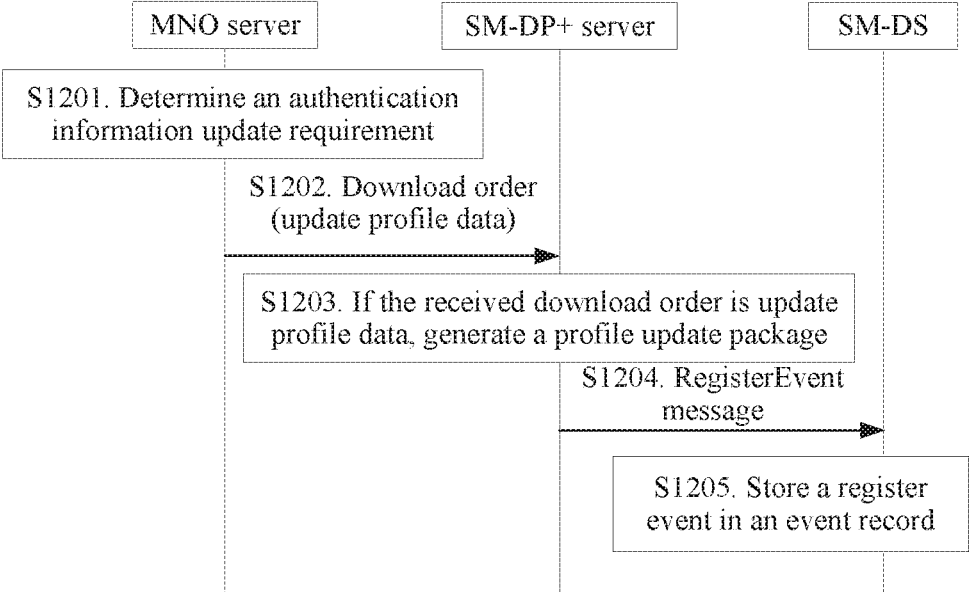 MNO server
SM-DP+ server
SM-DS
S1201. Determine an authentication
information update requirement
S1202. Download order
(update profile data)
S1203. If the received download order is update
profile data, generate a profile update package
S1204. RegisterEvent
message
S1205. Store a register
event in an event record